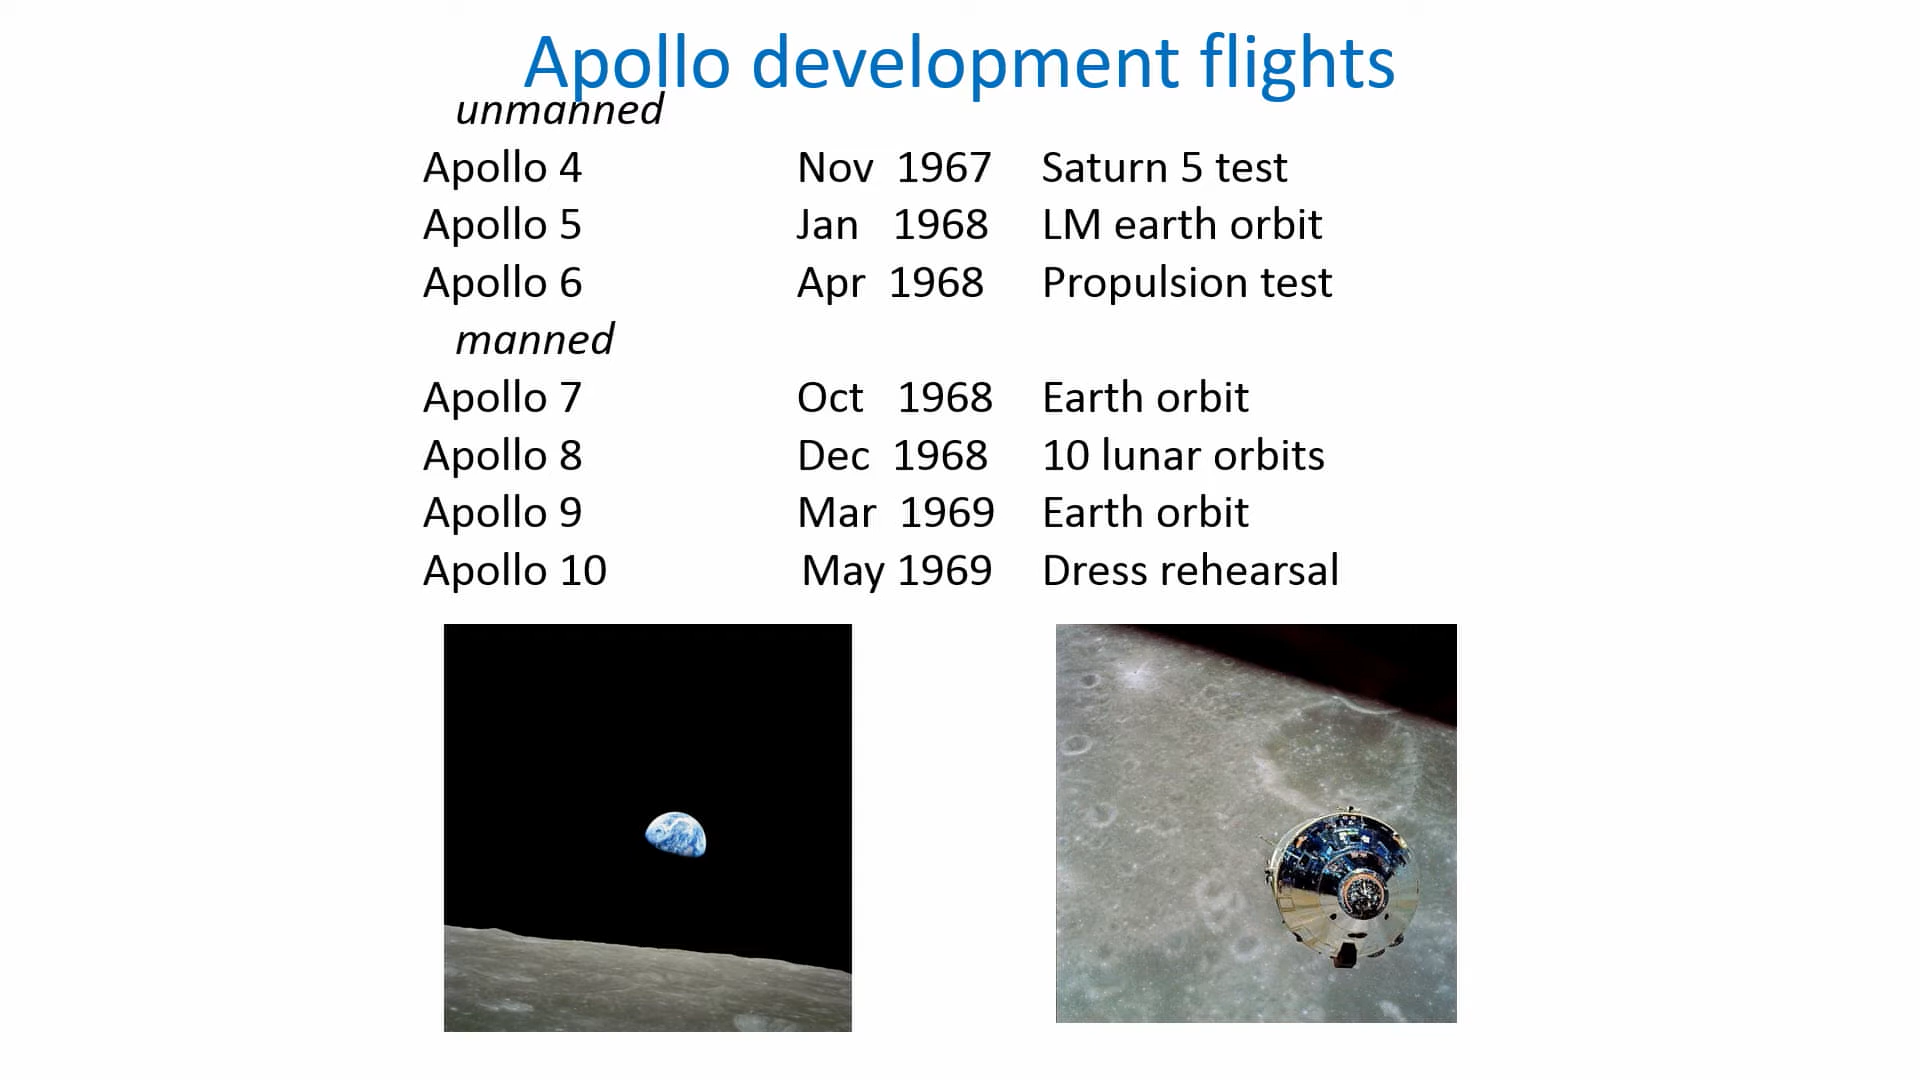 Apollo development flights
unmanned
Apollo 4 Nov 1967 Saturn 5 test
Apollo 5 Jan 1968 LM earth orbit
Apollo 6 Apr 1968 Propulsion test
manned
Apollo 7 Oct 1968 Earth orbit
Apollo 8 Dec 1968 10 lunar orbits
Apollo 9 Mar 1969 Earth orbit
Apollo 10 May 1969 Dress rehearsal